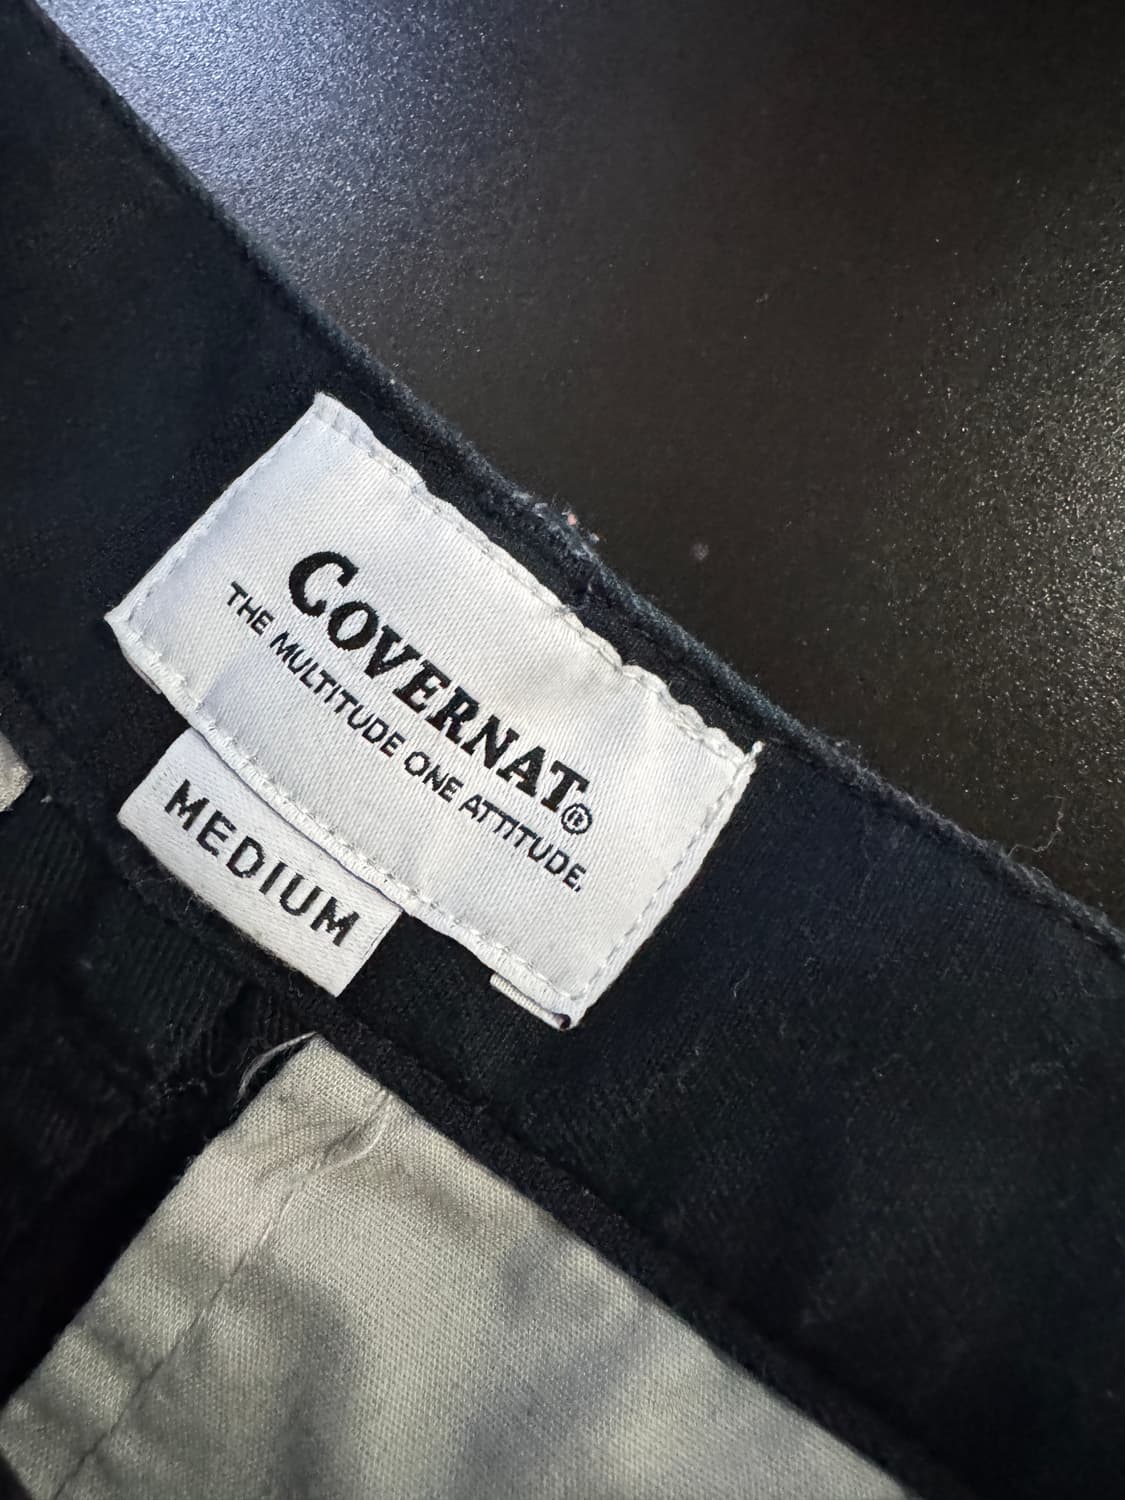 COVERNAT®
THE MULTITUDE ONE ATTITUDE.
MEDIUM